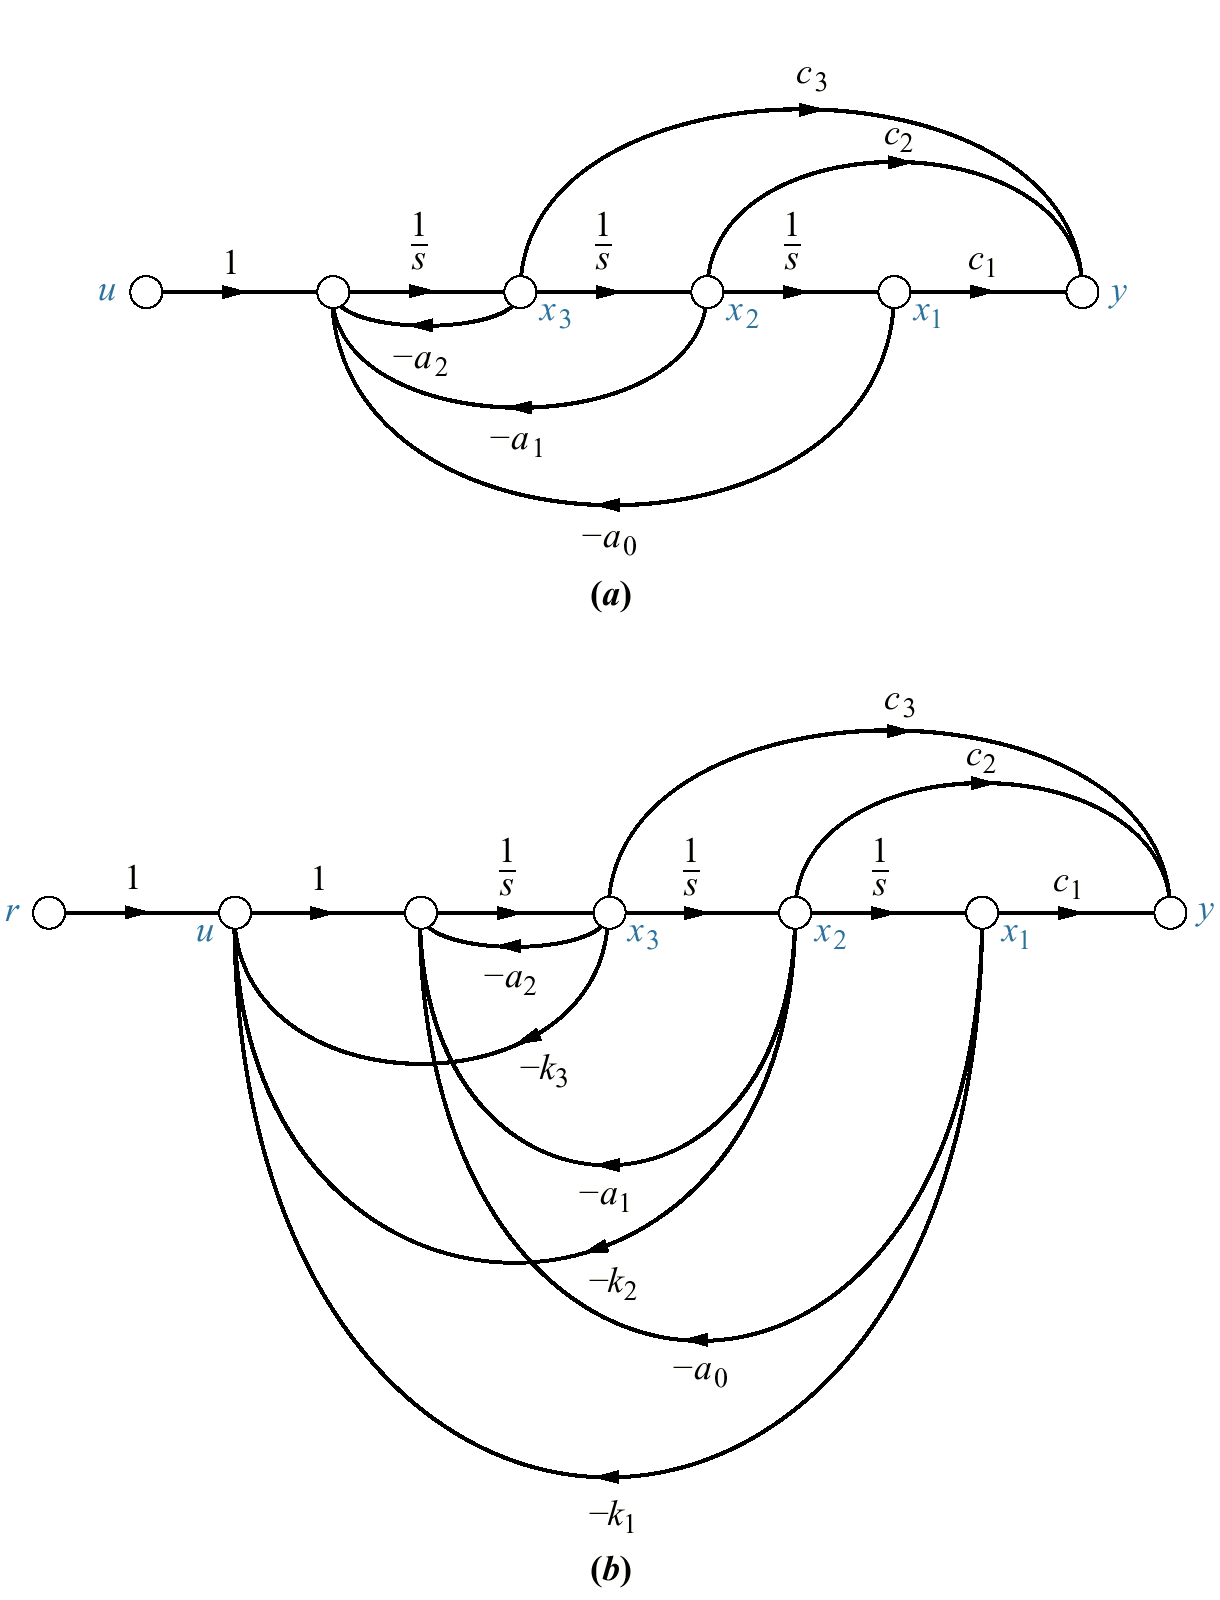 c3
c2
1/s 1/s 1/s
1 c1
u x3 x2 x1 y
−a2
−a1
−a0
(a)
c3
c2
1/s 1/s 1/s
1 1 c1
r u x3 x2 x1 y
−a2
−k3
−a1
−k2
−a0
−k1
(b)